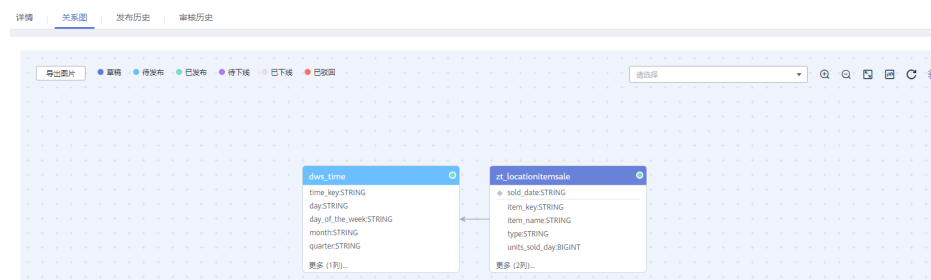 详情 关系图 发布历史 审核历史
导出图片 草稿 待发布 已发布 待下线 已下线 已驳回 请选择
dws_time
time_key:STRING
day:STRING
day_of_the_week:STRING
month:STRING
quarter:STRING
更多 (1列)...
zt_locationitemsale
sold_date:STRING
item_key:STRING
item_name:STRING
type:STRING
units_sold_day:BIGINT
更多 (2列)...